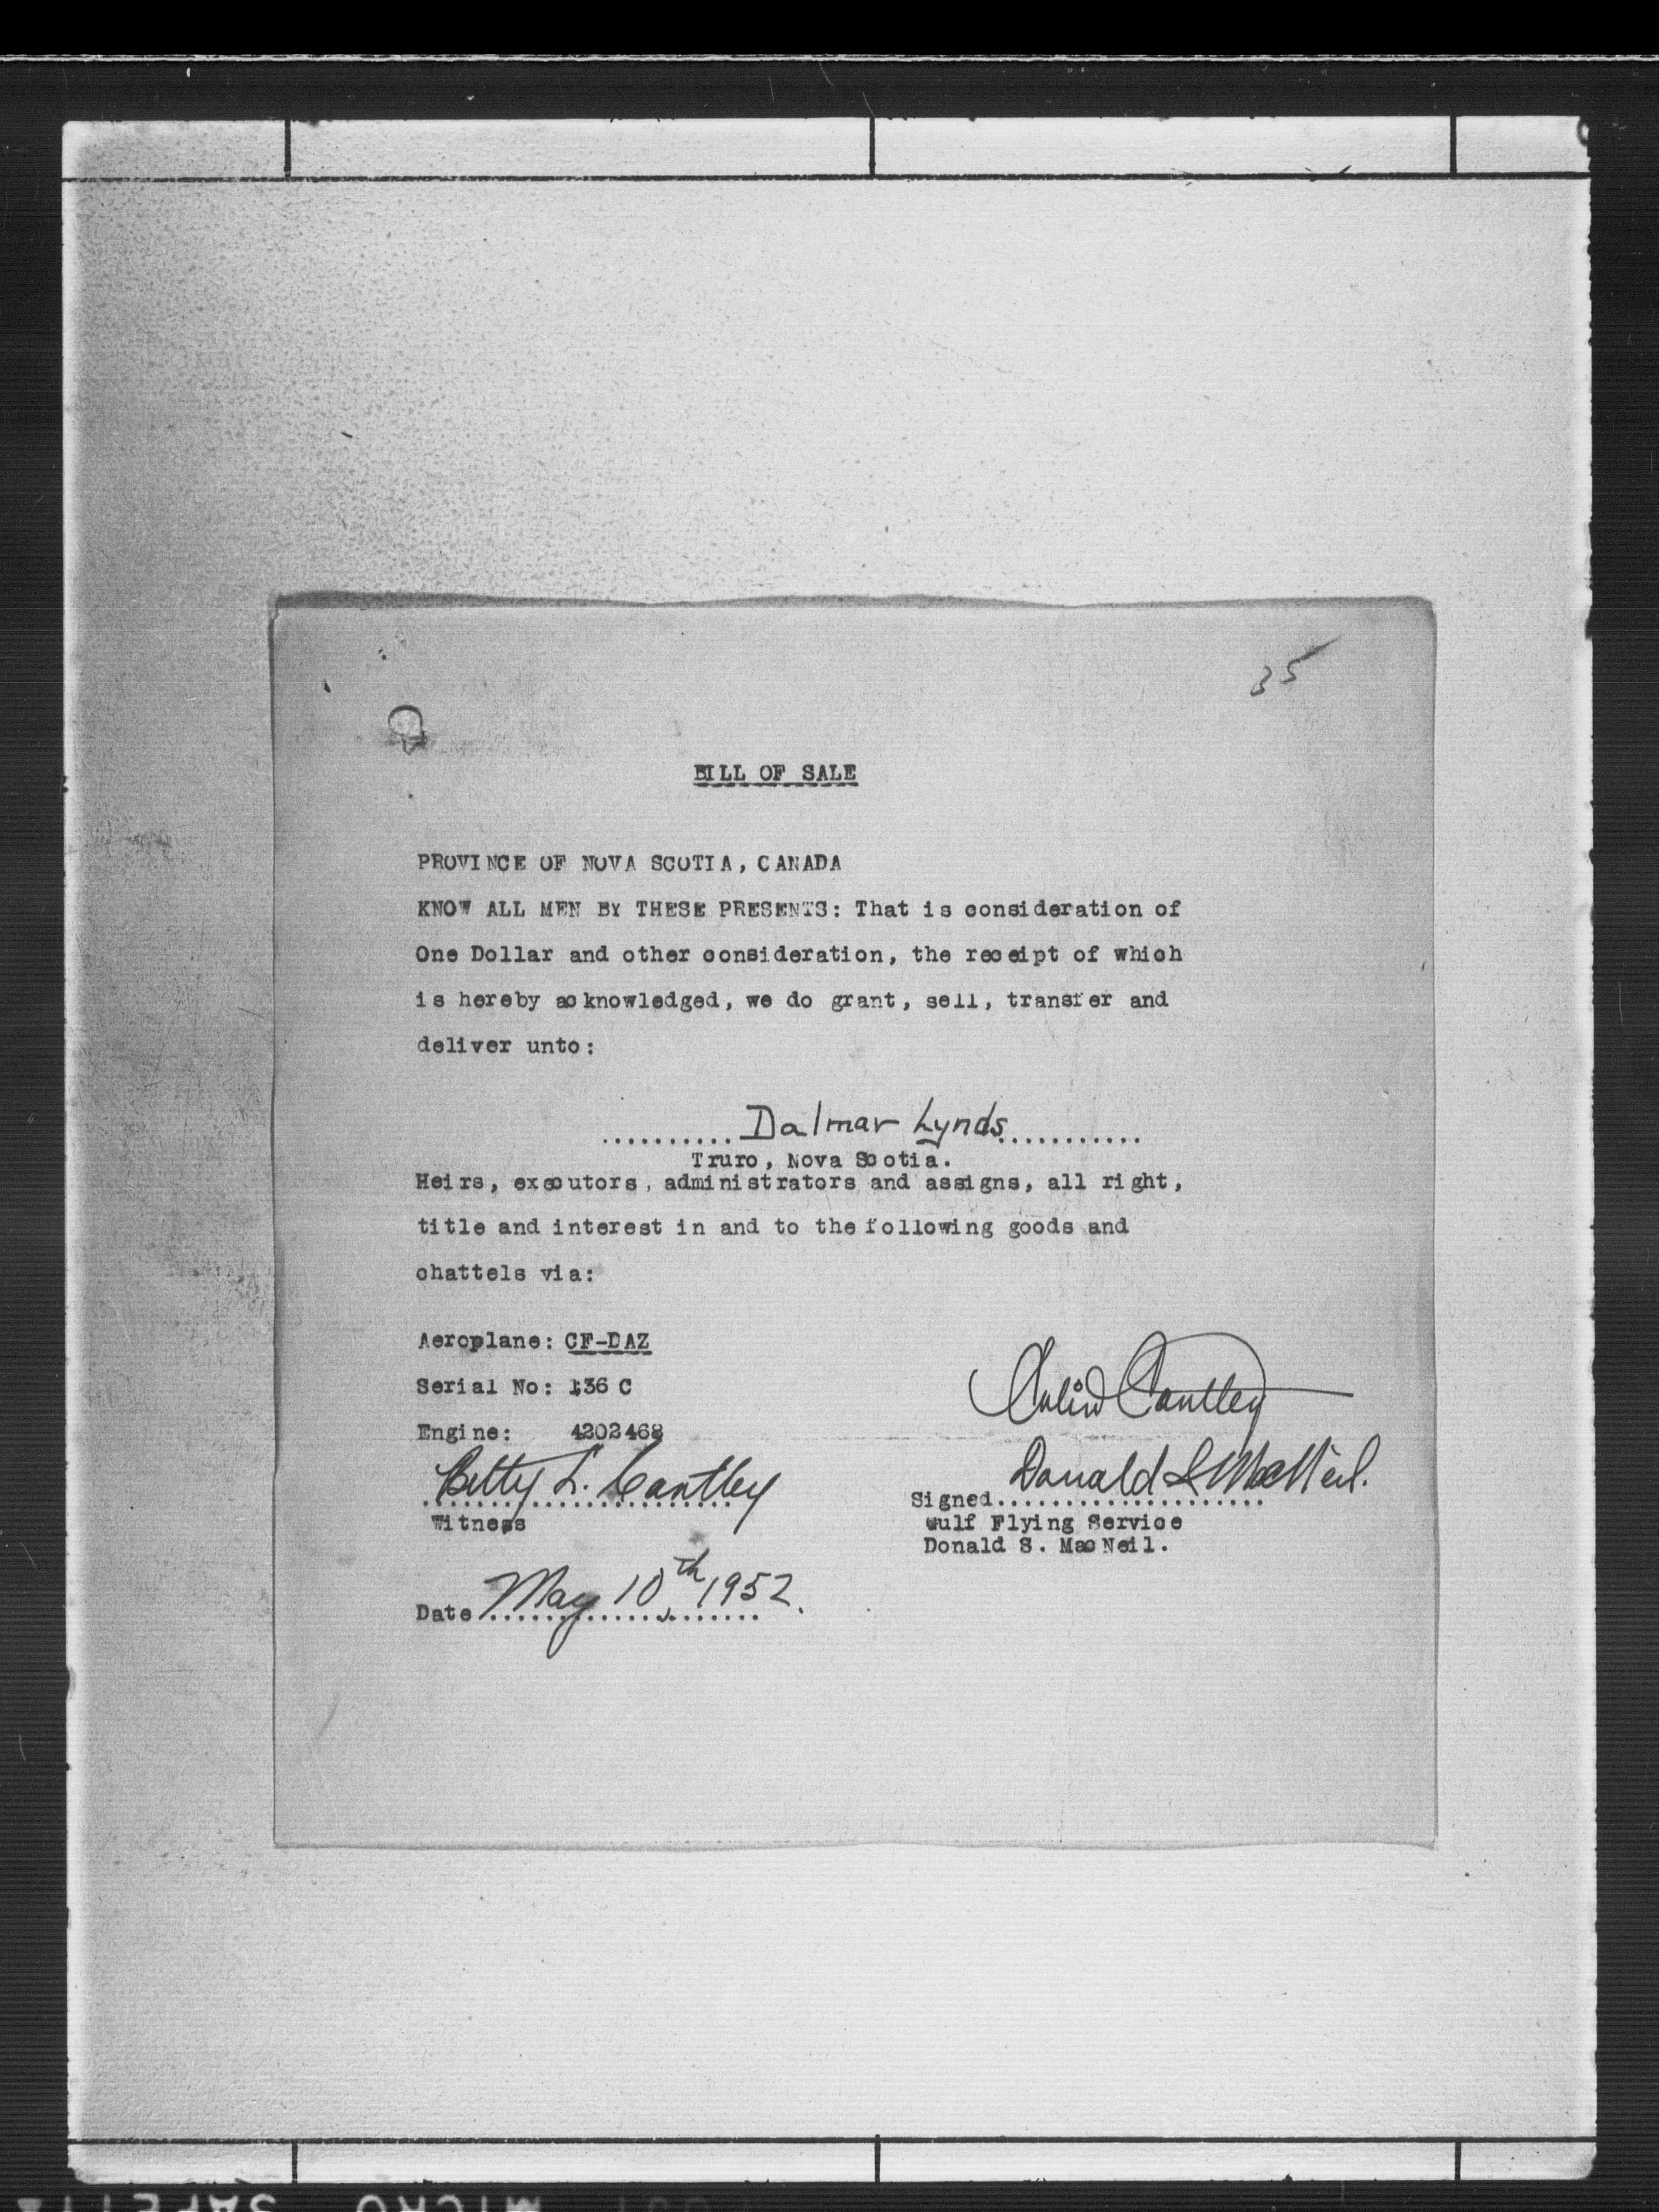 35
BILL OF SALE
PROVINCE OF NOVA SCOTIA, CANADA
KNOW ALL MEN BY THESE PRESENTS: That is consideration of
One Dollar and other consideration, the receipt of which
is hereby acknowledged, we do grant, sell, transfer and
deliver unto:
..........Dalmar Lynds...........
Truro, Nova Scotia.
Heirs, executors, administrators and assigns, all right,
title and interest in and to the following goods and
chattels via:
Aeroplane: CF-DAZ
Serial No: 136 C
Engine: 4202468
Colin Cantley
Betty L. Cantley
Witness
Donald S MacNeil.
Signed....................
Gulf Flying Service
Donald S. MacNeil.
Date May 10th, 1952.